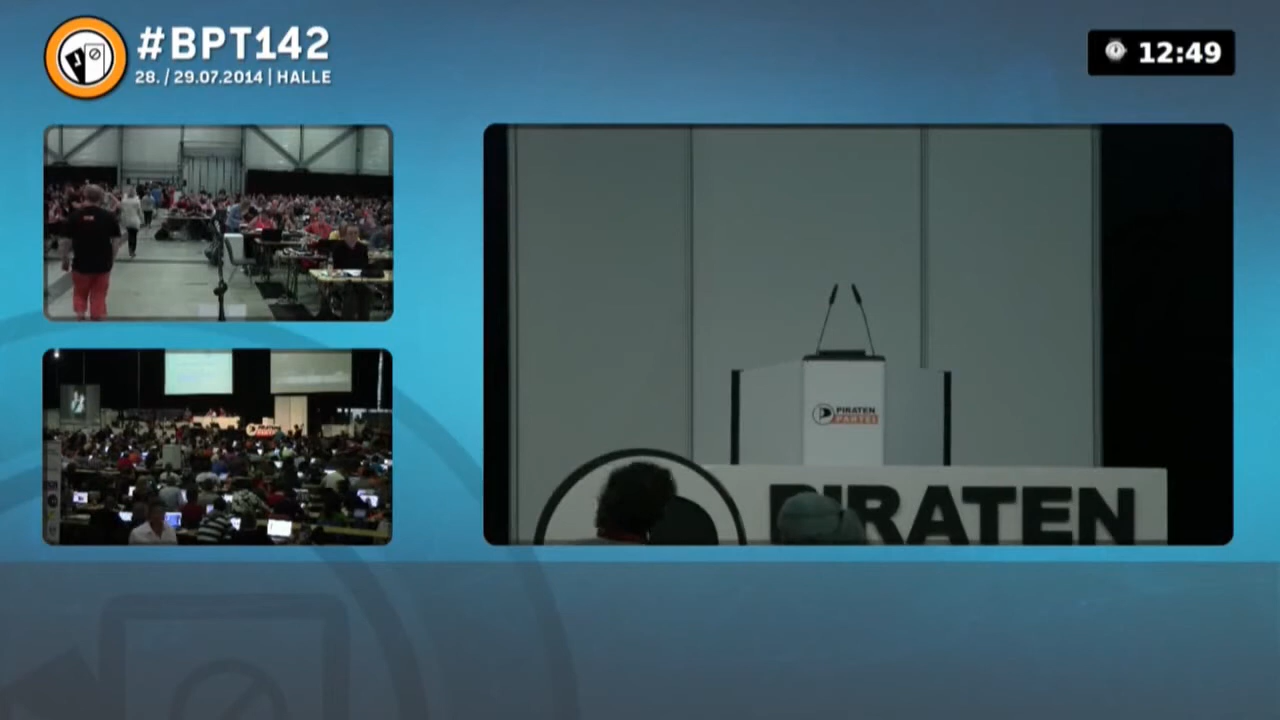 #BPT142
28. / 29.07.2014 | HALLE
12:49
PIRATEN
PARTEI
PIRATEN